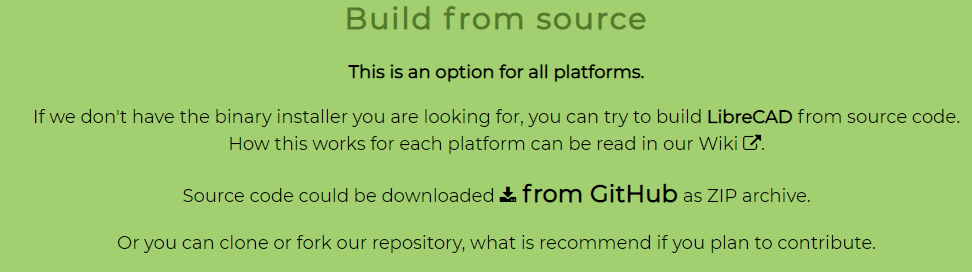 Build from source
This is an option for all platforms.
If we don't have the binary installer you are looking for, you can try to build LibreCAD from source code.
How this works for each platform can be read in our Wiki.
Source code could be downloaded from GitHub as ZIP archive.
Or you can clone or fork our repository, what is recommend if you plan to contribute.